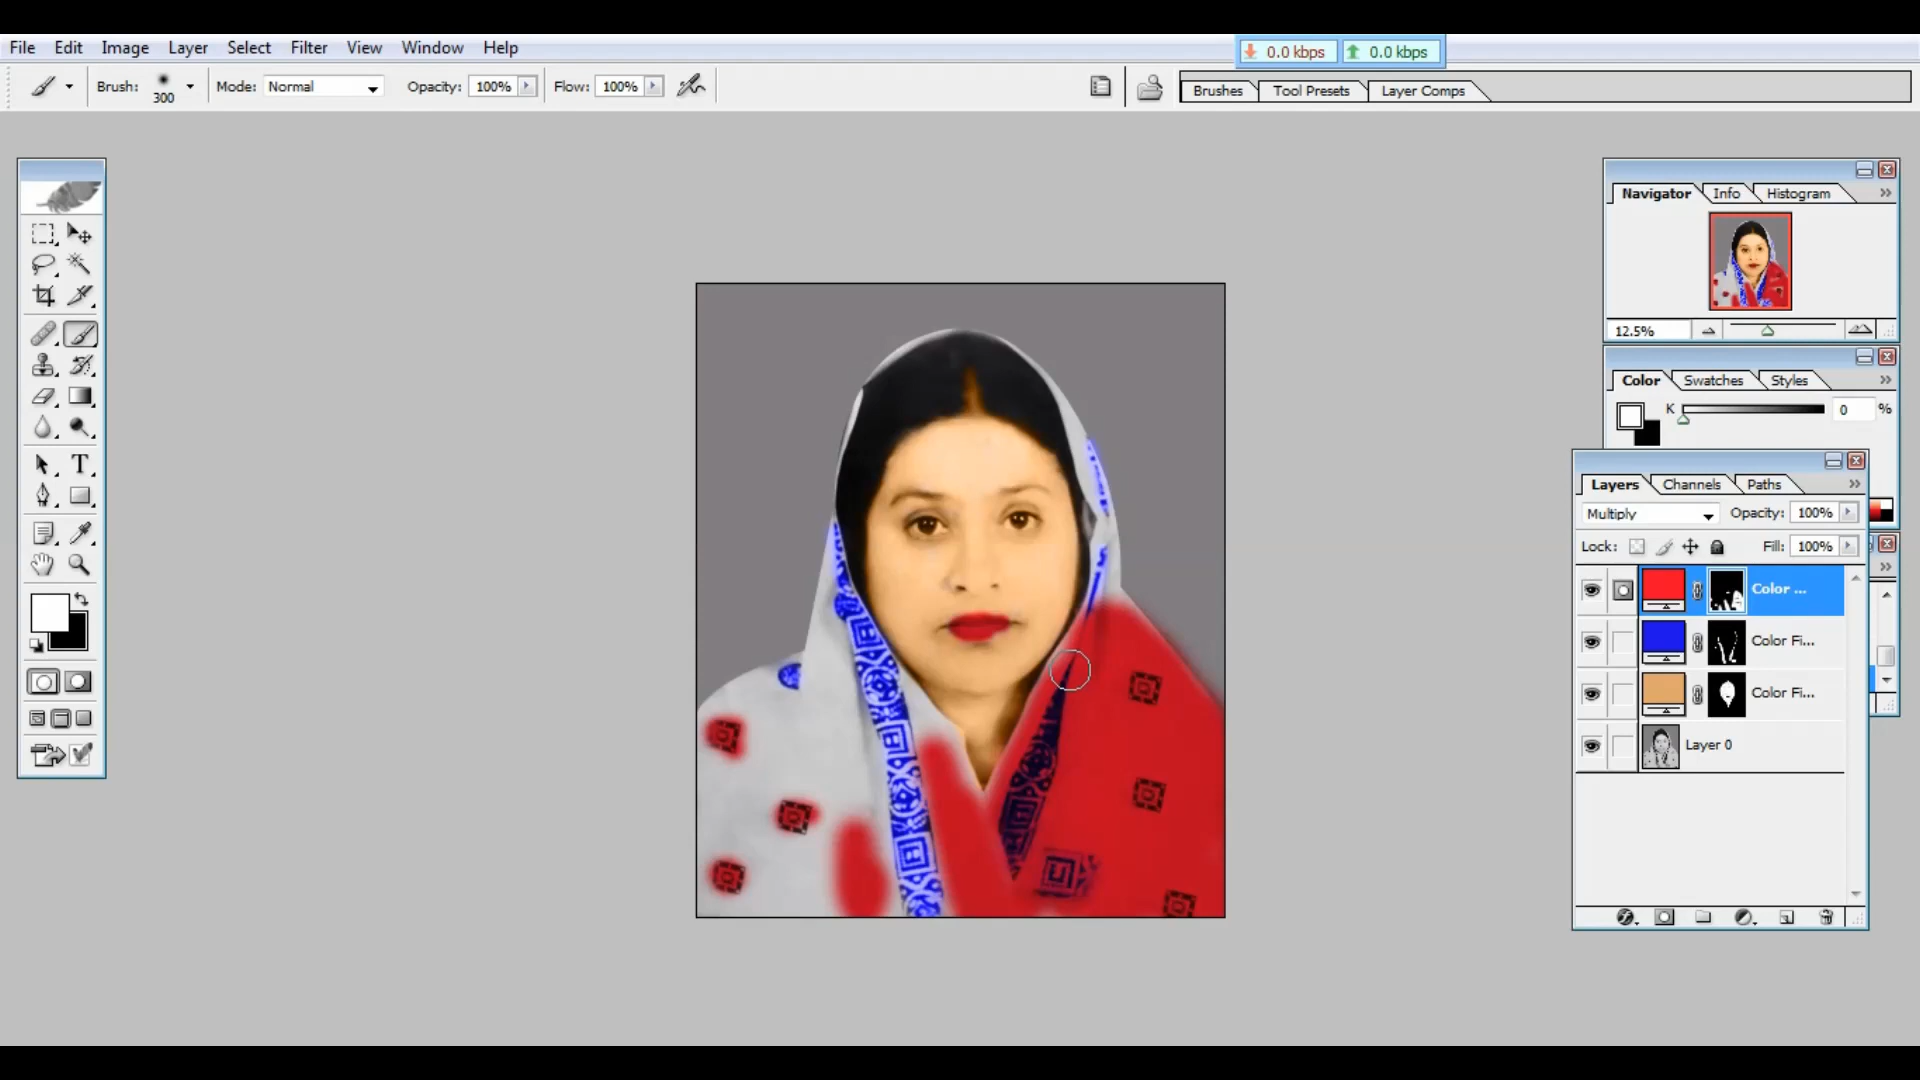 File Edit Image Layer Select Filter View Window Help
0.0 kbps 0.0 kbps
Brush: 300 Mode: Normal Opacity: 100% Flow: 100%
Brushes Tool Presets Layer Comps
Navigator Info Histogram
12.5%
Color Swatches Styles
K 0 %
Layers Channels Paths
Multiply Opacity: 100%
Lock: Fill: 100%
Color ...
Color Fi...
Color Fi...
Layer 0